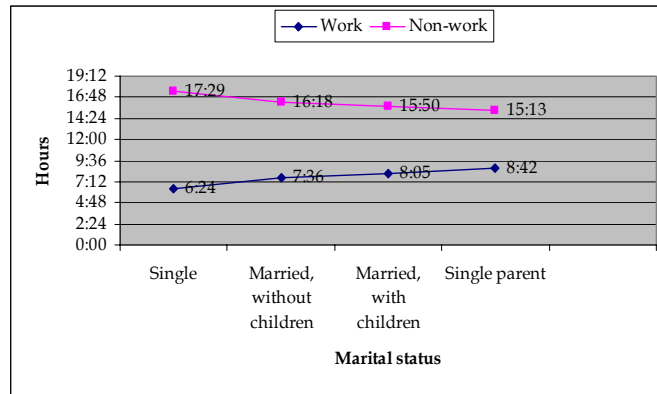 Work Non-work
19:12
16:48
14:24
12:00
9:36
7:12
4:48
2:24
0:00
Hours
17:29 16:18 15:50 15:13
6:24 7:36 8:05 8:42
Single Married, without children Married, with children Single parent
Marital status